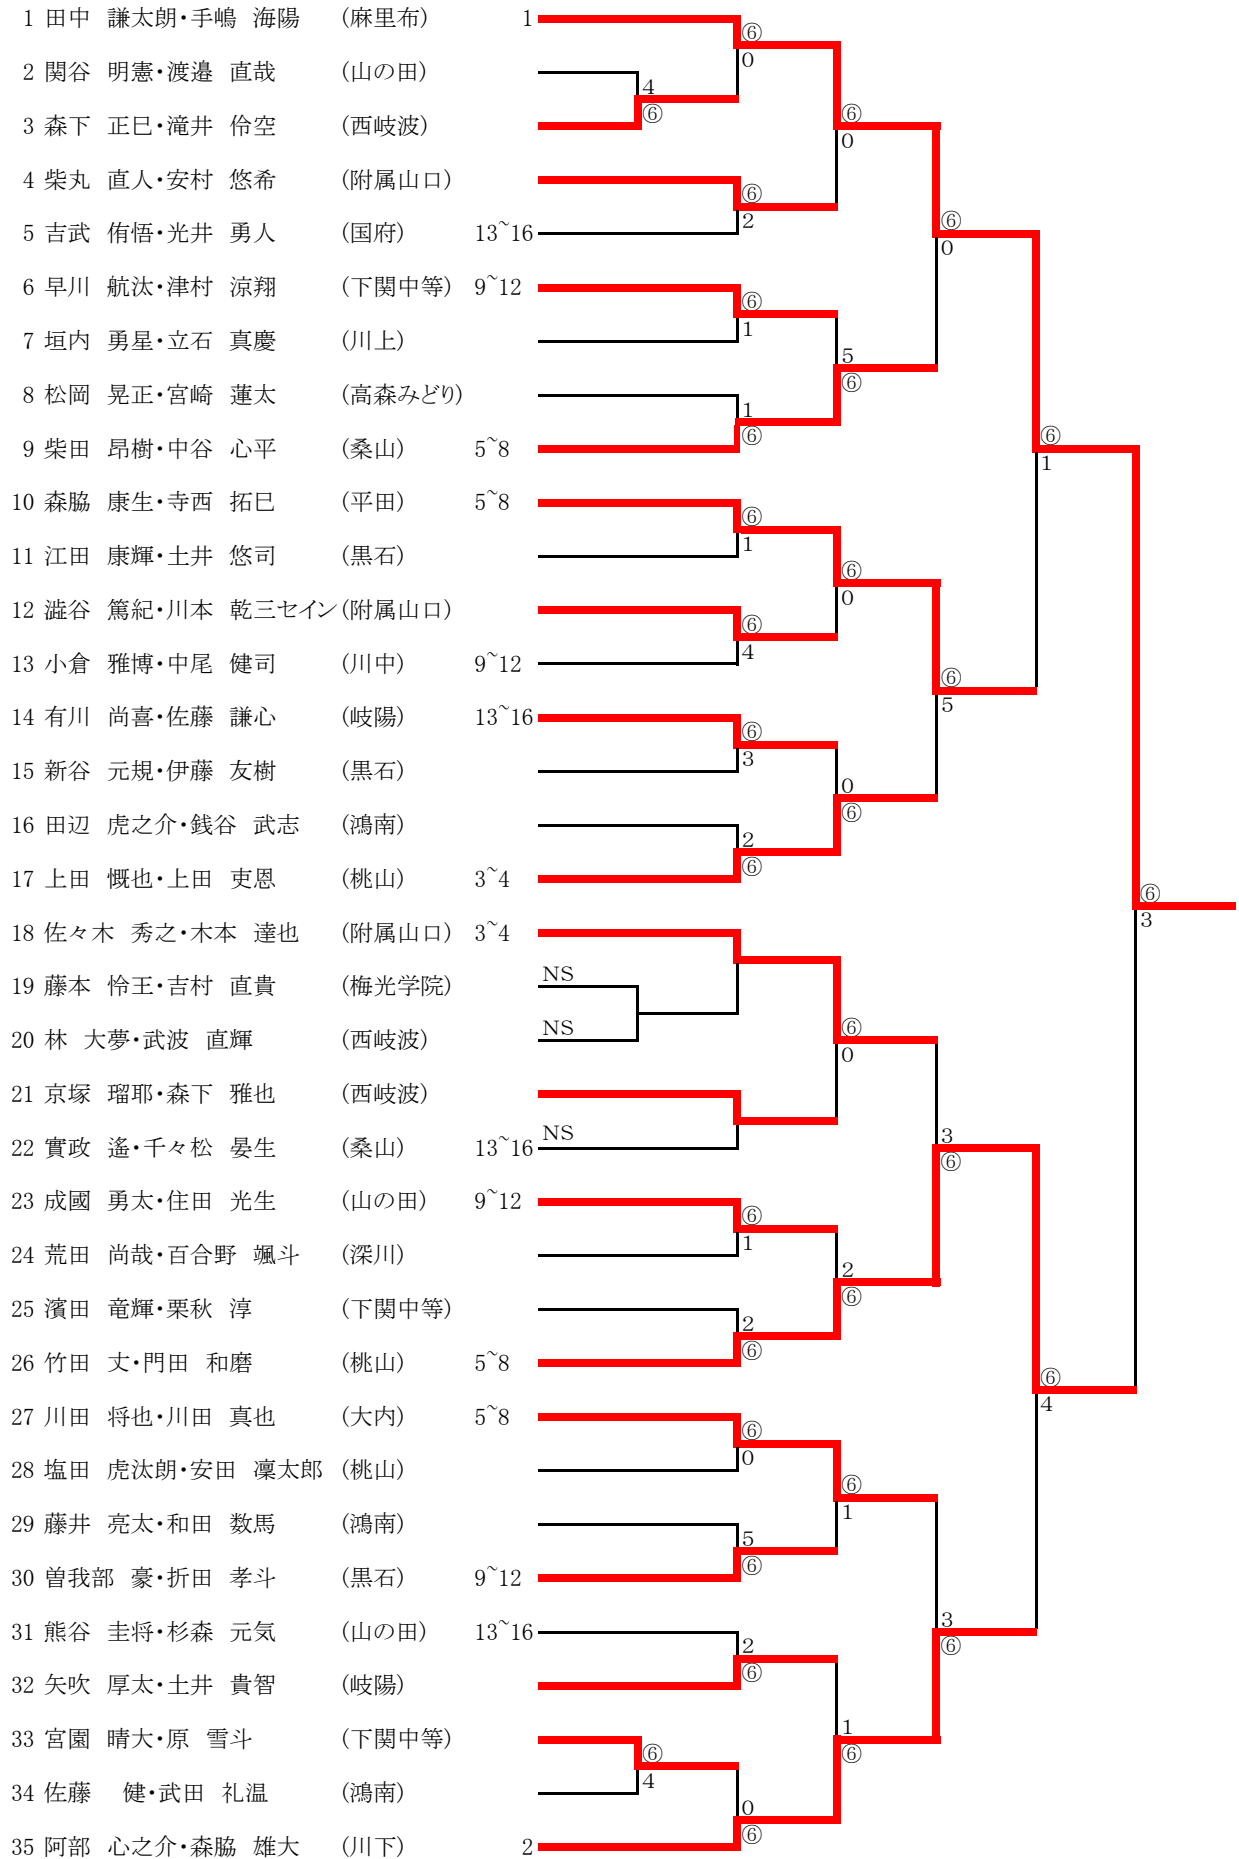 1 田中 謙太朗・手嶋 海陽 (麻里布) 1
⑥
0
2 関谷 明憲・渡邉 直哉 (山の田)
4
⑥
3 森下 正巳・滝井 伶空 (西岐波)
⑥
0
4 柴丸 直人・安村 悠希 (附属山口)
⑥
2
5 吉武 侑悟・光井 勇人 (国府) 13~16
⑥
0
6 早川 航汰・津村 涼翔 (下関中等) 9~12
⑥
1
7 垣内 勇星・立石 真慶 (川上)
5
⑥
8 松岡 晃正・宮崎 蓮太 (高森みどり)
1
⑥
9 柴田 昂樹・中谷 心平 (桑山) 5~8
⑥
1
10 森脇 康生・寺西 拓巳 (平田) 5~8
⑥
1
11 江田 康輝・土井 悠司 (黒石)
⑥
0
12 澁谷 篤紀・川本 乾三セイン (附属山口)
⑥
4
13 小倉 雅博・中尾 健司 (川中) 9~12
⑥
5
14 有川 尚喜・佐藤 謙心 (岐陽) 13~16
⑥
3
15 新谷 元規・伊藤 友樹 (黒石)
0
⑥
16 田辺 虎之介・銭谷 武志 (鴻南)
2
⑥
17 上田 慨也・上田 吏恩 (桃山) 3~4
⑥
3
18 佐々木 秀之・木本 達也 (附属山口) 3~4
19 藤本 怜王・吉村 直貴 (梅光学院) NS
20 林 大夢・武波 直輝 (西岐波) NS
⑥
0
21 京塚 瑠耶・森下 雅也 (西岐波)
22 實政 遙・千々松 晏生 (桑山) 13~16 NS
3
⑥
23 成國 勇太・住田 光生 (山の田) 9~12
⑥
1
24 荒田 尚哉・百合野 颯斗 (深川)
2
⑥
25 濱田 竜輝・栗秋 淳 (下関中等)
2
⑥
26 竹田 丈・門田 和磨 (桃山) 5~8
⑥
4
27 川田 将也・川田 真也 (大内) 5~8
⑥
0
28 塩田 虎汰朗・安田 凜太郎 (桃山)
⑥
1
29 藤井 亮太・和田 数馬 (鴻南)
5
⑥
30 曽我部 豪・折田 孝斗 (黒石) 9~12
3
⑥
31 熊谷 圭将・杉森 元気 (山の田) 13~16
2
⑥
32 矢吹 厚太・土井 貴智 (岐陽)
1
⑥
33 宮園 晴大・原 雪斗 (下関中等)
⑥
4
34 佐藤 健・武田 礼温 (鴻南)
0
⑥
35 阿部 心之介・森脇 雄大 (川下) 2